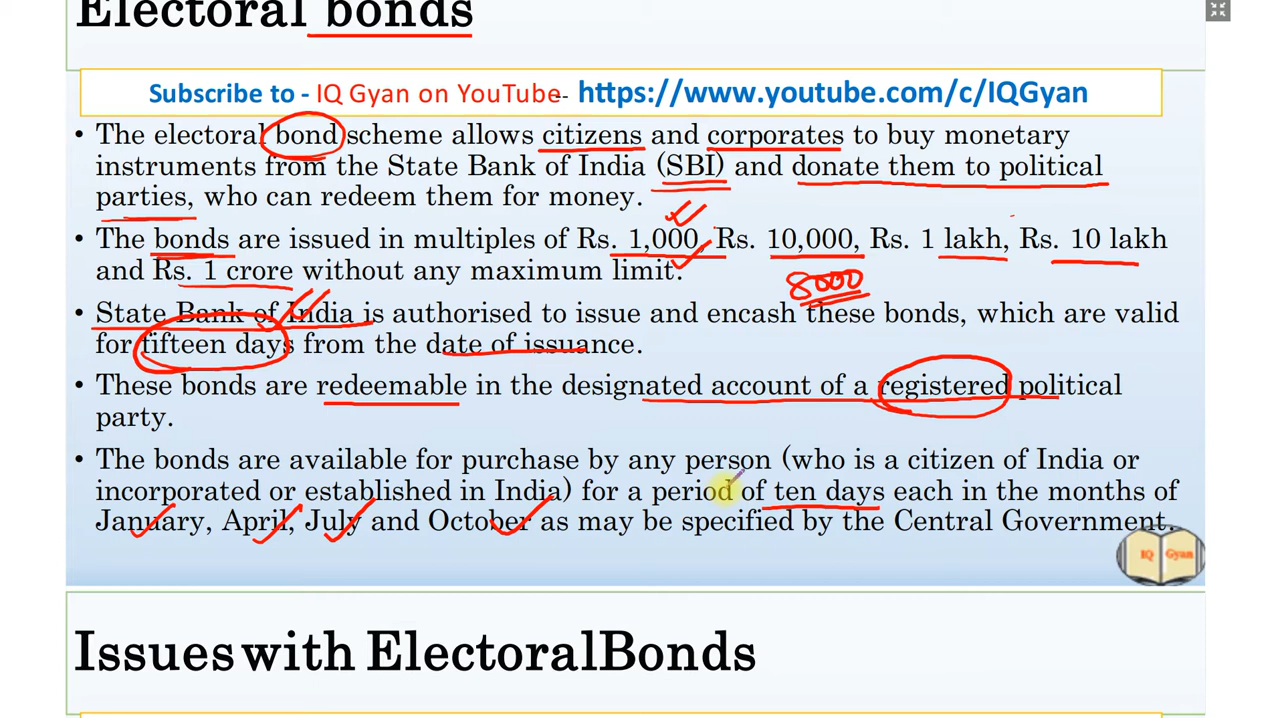 Electoral bonds
Subscribe to - IQ Gyan on YouTube-- https://www.youtube.com/c/IQGyan
• The electoral bond scheme allows citizens and corporates to buy monetary
instruments from the State Bank of India (SBI) and donate them to political
parties, who can redeem them for money.
• The bonds are issued in multiples of Rs. 1,000, Rs. 10,000, Rs. 1 lakh, Rs. 10 lakh
and Rs. 1 crore without any maximum limit.
8000
• State Bank of India is authorised to issue and encash these bonds, which are valid
for fifteen days from the date of issuance.
• These bonds are redeemable in the designated account of a registered political
party.
• The bonds are available for purchase by any person (who is a citizen of India or
incorporated or established in India) for a period of ten days each in the months of
January, April, July and October as may be specified by the Central Government.
IQ Gyan
Issues with Electoral Bonds